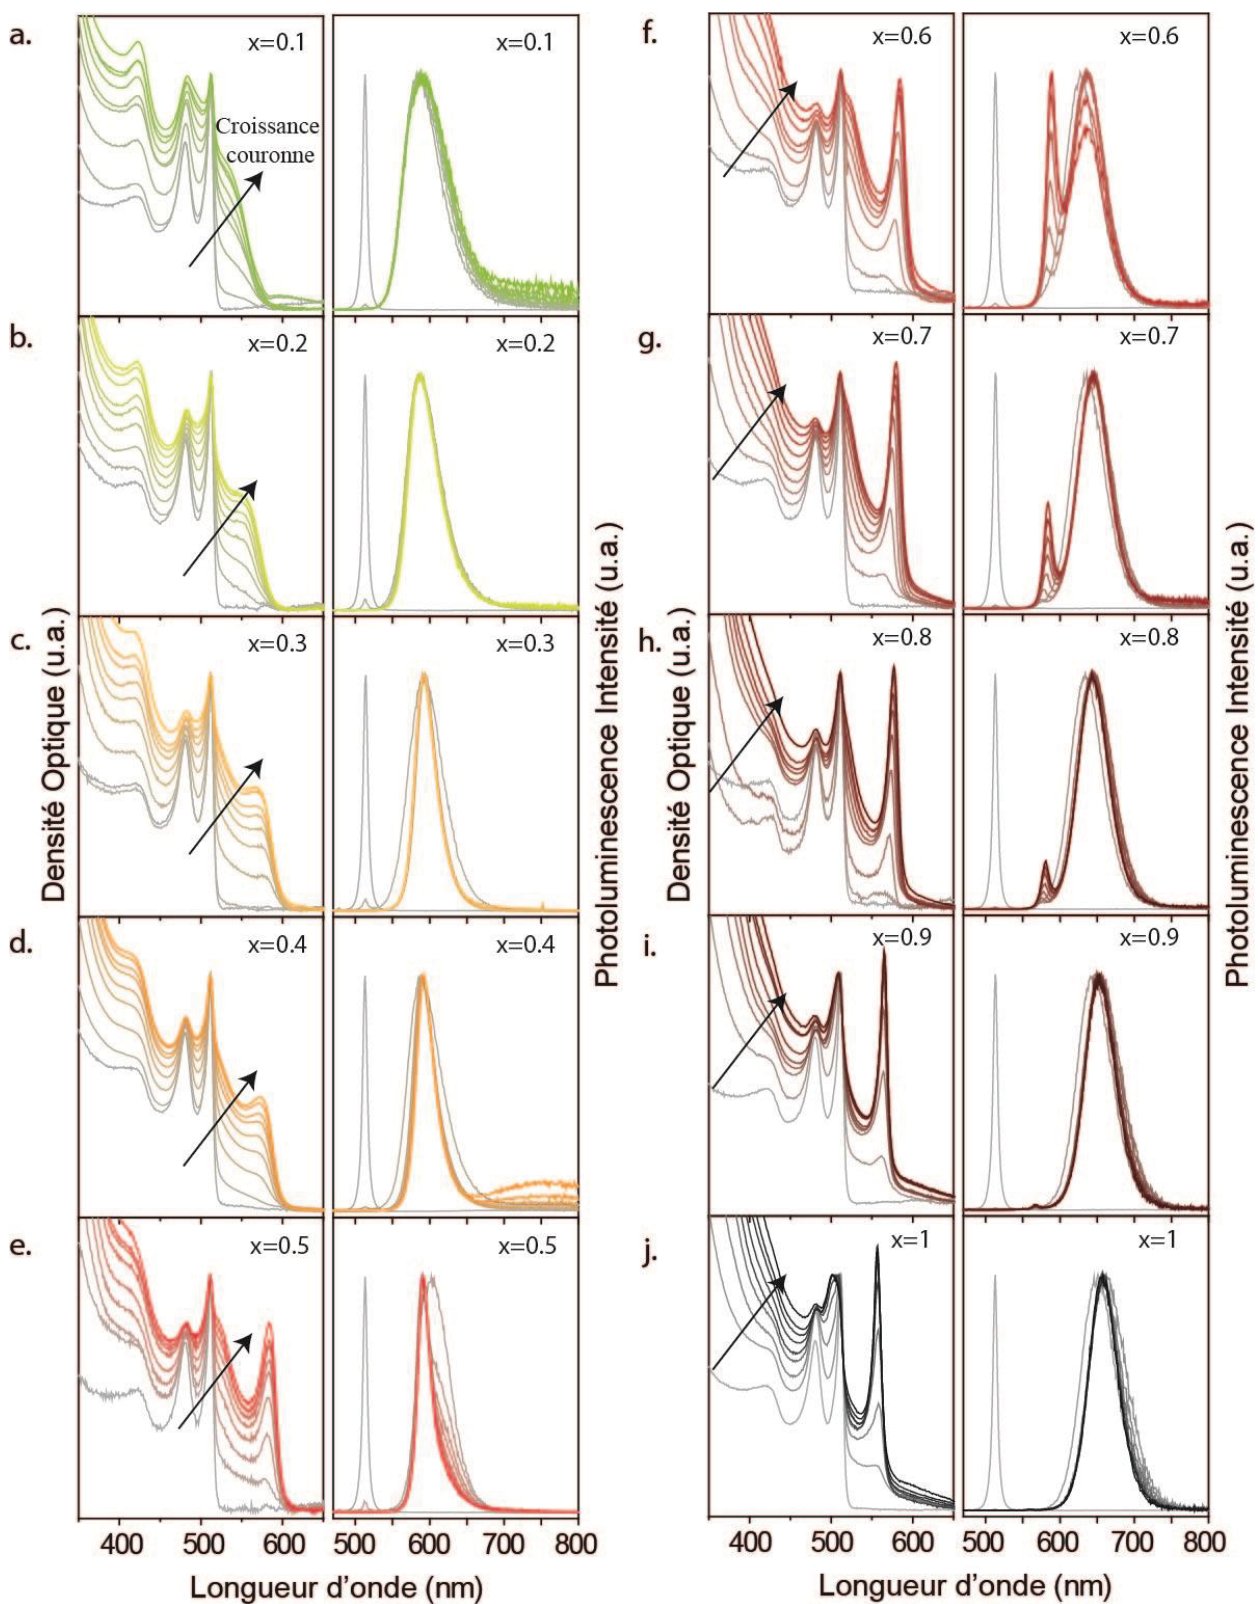 a.
x=0.1
x=0.1
Croissance
couronne
b.
x=0.2
x=0.2
c.
x=0.3
x=0.3
d.
x=0.4
x=0.4
e.
x=0.5
x=0.5
Densité Optique (u.a.)
Photoluminescence Intensité (u.a.)
400 500 600 500 600 700 800
Longueur d'onde (nm)
f.
x=0.6
x=0.6
g.
x=0.7
x=0.7
h.
x=0.8
x=0.8
i.
x=0.9
x=0.9
j.
x=1
x=1
Densité Optique (u.a.)
Photoluminescence Intensité (u.a.)
400 500 600 500 600 700 800
Longueur d'onde (nm)